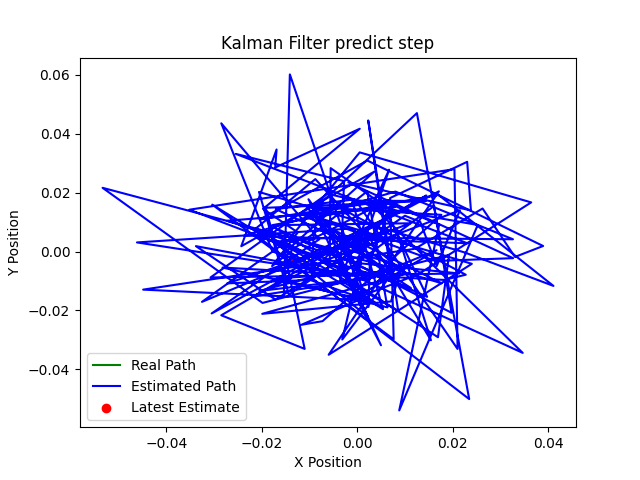 Kalman Filter predict step
0.06
0.04
0.02
0.00
−0.02
−0.04
Y Position
Real Path
Estimated Path
Latest Estimate
−0.04 −0.02 0.00 0.02 0.04
X Position